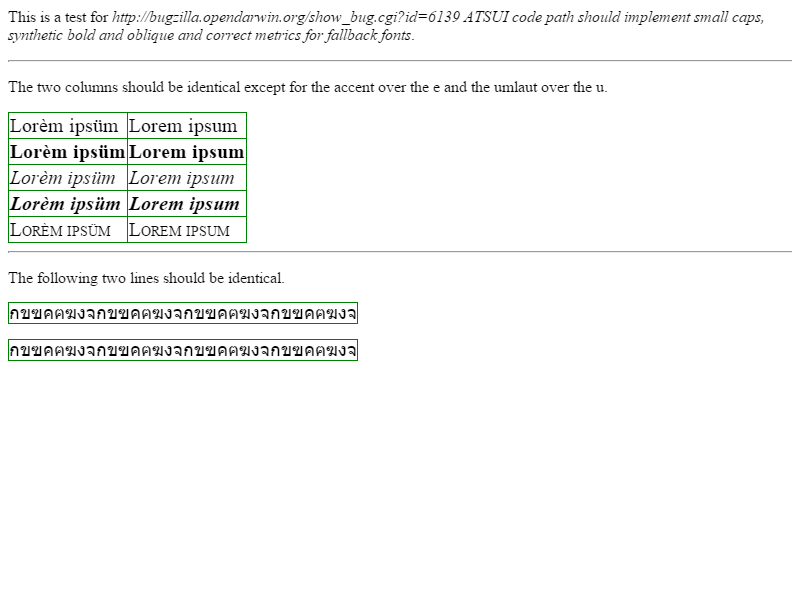 This is a test for http://bugzilla.opendarwin.org/show_bug.cgi?id=6139 ATSUI code path should implement small caps,
synthetic bold and oblique and correct metrics for fallback fonts.
The two columns should be identical except for the accent over the e and the umlaut over the u.
Lorèm ipsüm Lorem ipsum
Lorèm ipsüm Lorem ipsum
Lorèm ipsüm Lorem ipsum
Lorèm ipsüm Lorem ipsum
Lorèm ipsüm Lorem ipsum
The following two lines should be identical.
กขฃคฅฆงจกขฃคฅฆงจกขฃคฅฆงจกขฃคฅฆงจ
กขฃคฅฆงจกขฃคฅฆงจกขฃคฅฆงจกขฃคฅฆงจ